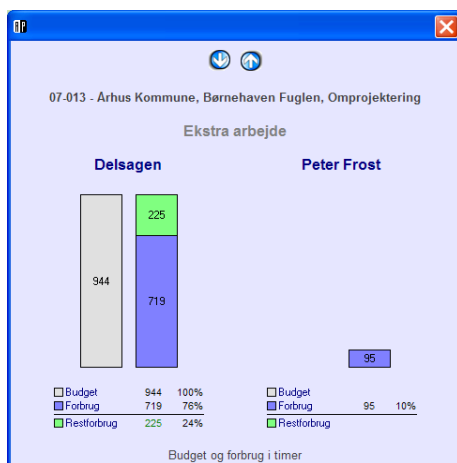 07-013 - Århus Kommune, Børnehaven Fuglen, Omprojektering
Ekstra arbejde
Delsagen
Peter Frost
225
944
719
95
Budget 944 100%
Forbrug 719 76%
Restforbrug 225 24%
Budget
Forbrug 95 10%
Restforbrug
Budget og forbrug i timer